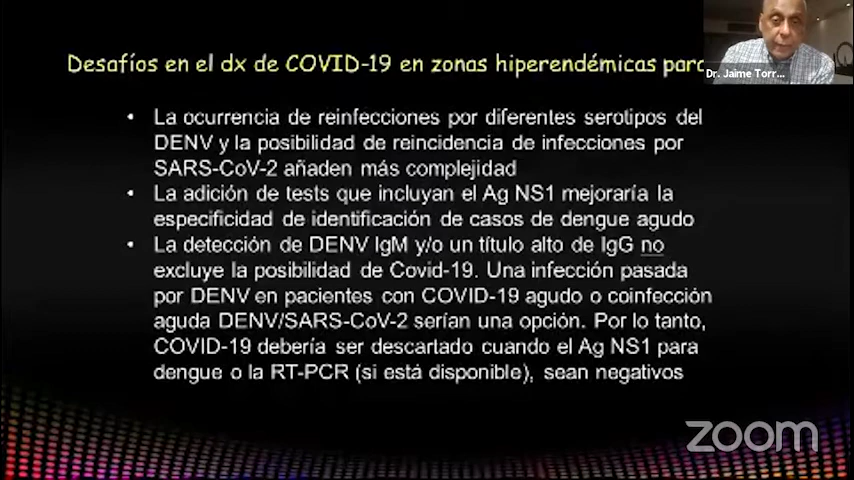 Desafíos en el dx de COVID-19 en zonas hiperendémicas para
Dr. Jaime Torr...
• La ocurrencia de reinfecciones por diferentes serotipos del
DENV y la posibilidad de reincidencia de infecciones por
SARS-CoV-2 añaden más complejidad
• La adición de tests que incluyan el Ag NS1 mejoraría la
especificidad de identificación de casos de dengue agudo
• La detección de DENV IgM y/o un título alto de IgG no
excluye la posibilidad de Covid-19. Una infección pasada
por DENV en pacientes con COVID-19 agudo o coinfección
aguda DENV/SARS-CoV-2 serían una opción. Por lo tanto,
COVID-19 debería ser descartado cuando el Ag NS1 para
dengue o la RT-PCR (si está disponible), sean negativos
zoom